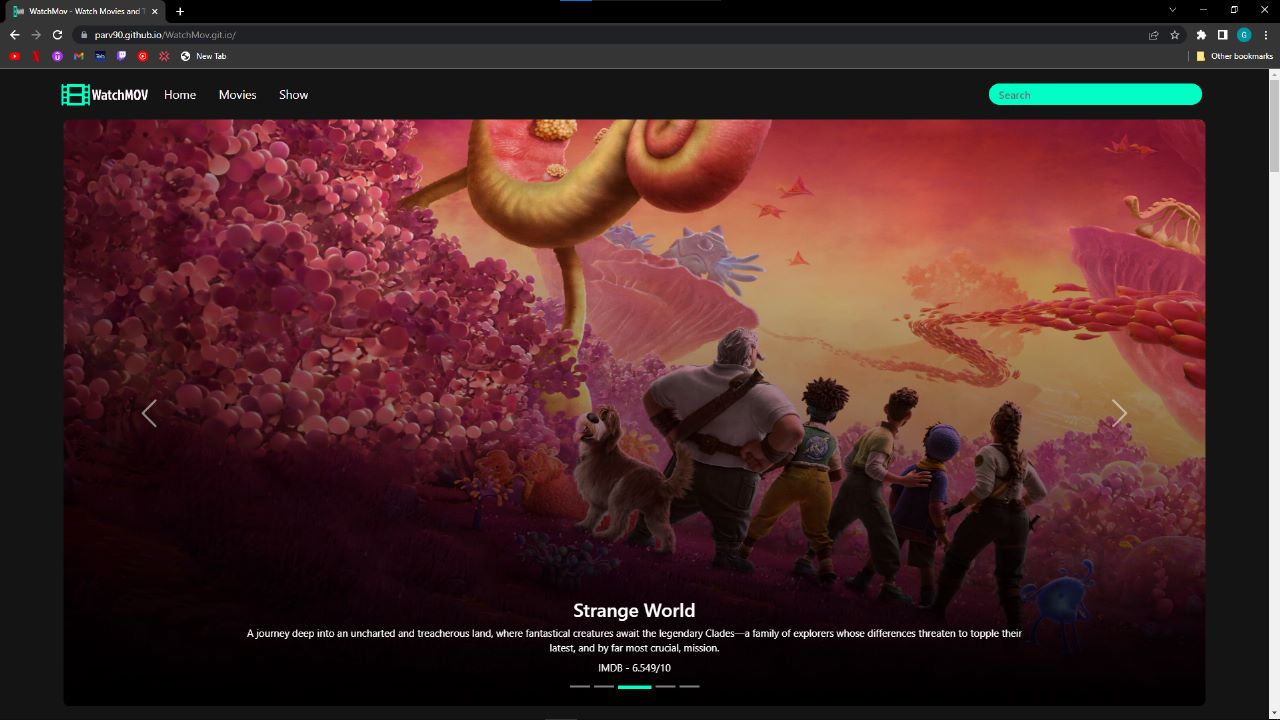 WatchMov - Watch Movies and T
parv90.github.io/WatchMov.git.io/
G
New Tab
Other bookmarks
WatchMOV
Home
Movies
Show
Search
Strange World
A journey deep into an uncharted and treacherous land, where fantastical creatures await the legendary Clades—a family of explorers whose differences threaten to topple their
latest, and by far most crucial, mission.
IMDB - 6.549/10